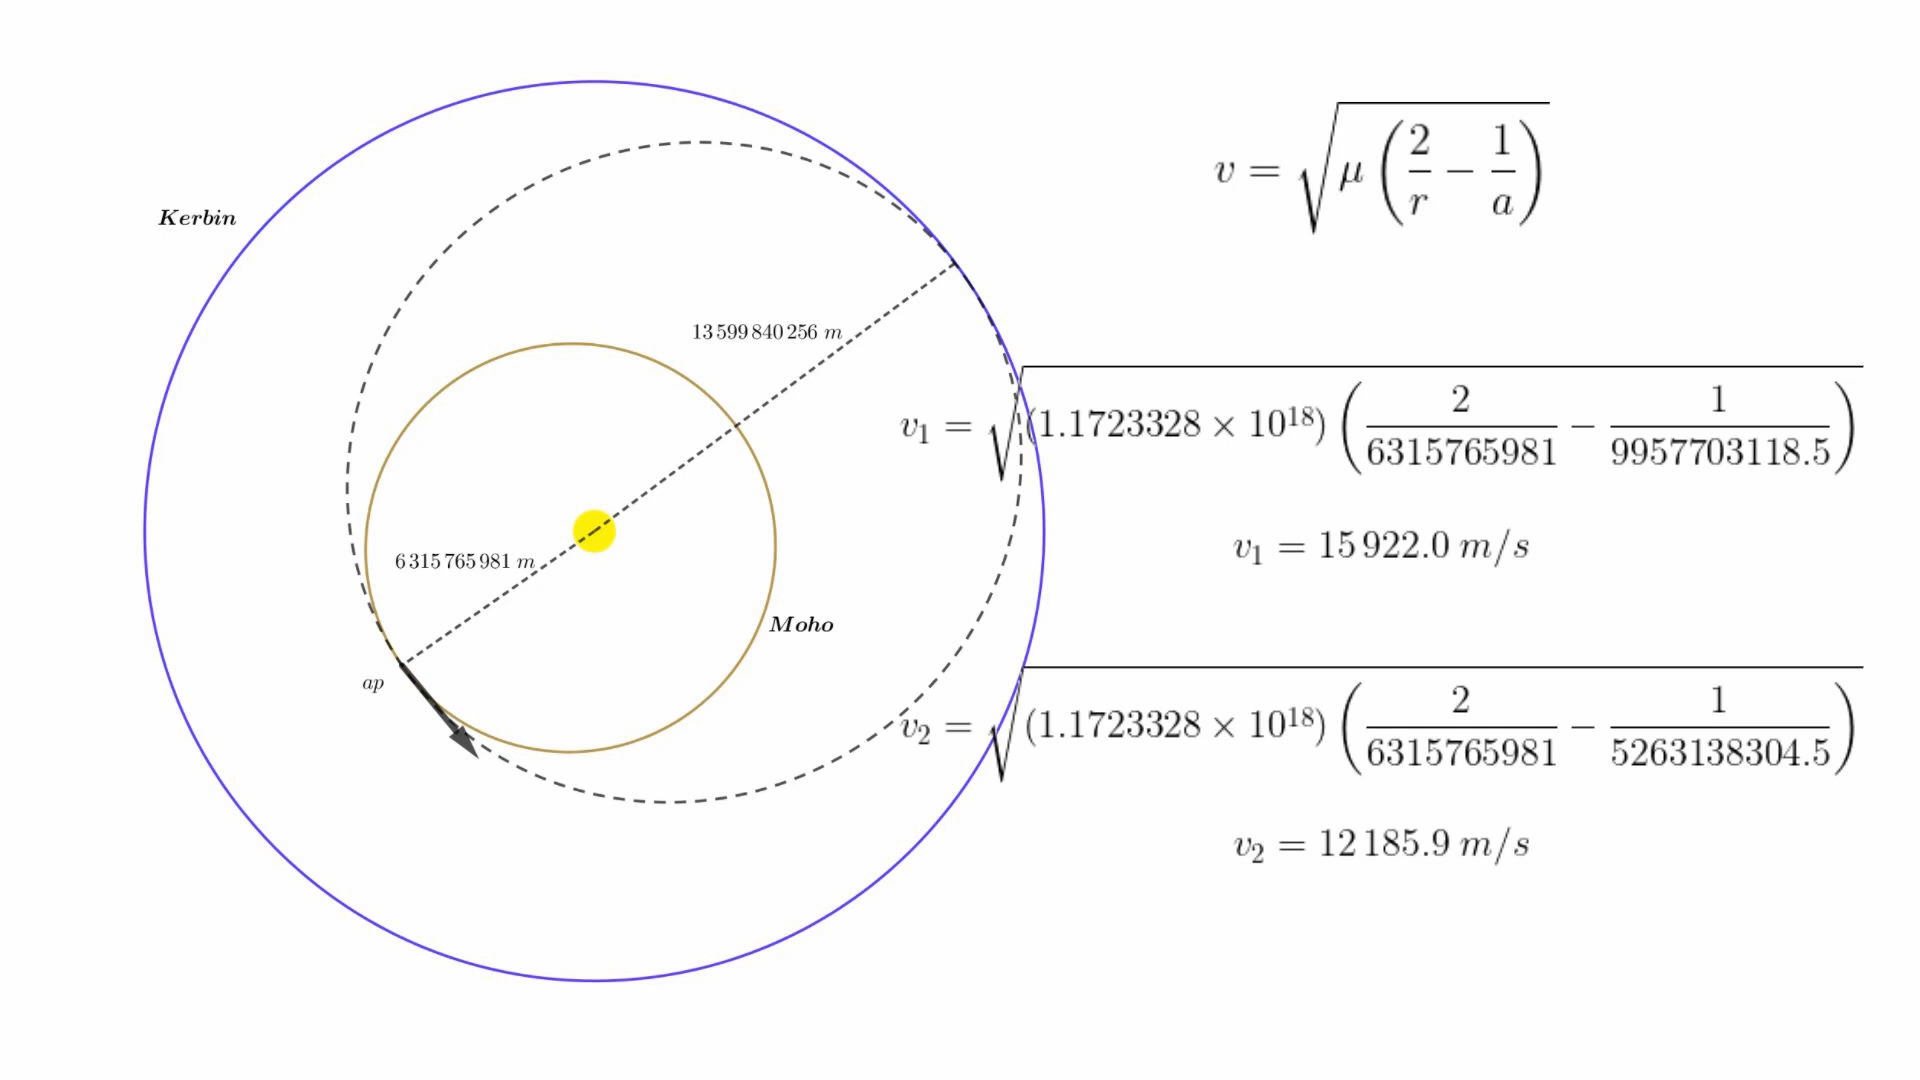 Kerbin
13 599 840 256 m
6 315 765 981 m
Moho
ap
v = √(μ(2/r − 1/a))
v₁ = √((1.1723328 × 10¹⁸)(2/6315765981 − 1/9957703118.5))
v₁ = 15 922.0 m/s
v₂ = √((1.1723328 × 10¹⁸)(2/6315765981 − 1/5263138304.5))
v₂ = 12 185.9 m/s